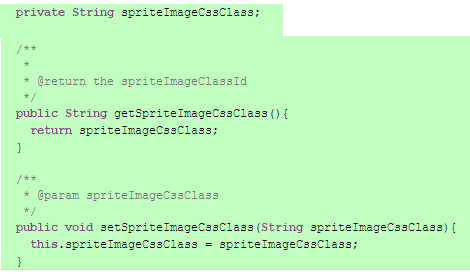 private String spriteImageCssClass;
/**
*
* @return the spriteImageClassId
*/
public String getSpriteImageCssClass(){
return spriteImageCssClass;
}
/**
* @param spriteImageCssClass
*/
public void setSpriteImageCssClass(String spriteImageCssClass){
this.spriteImageCssClass = spriteImageCssClass;
}